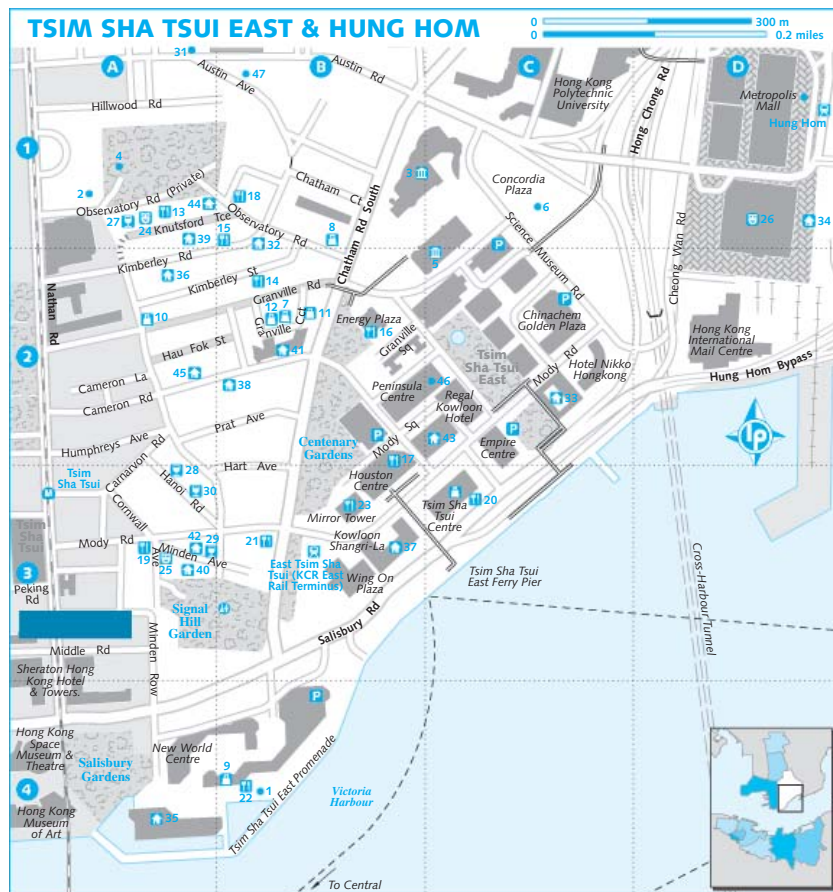 TSIM SHA TSUI EAST & HUNG HOM
0 300 m
0 0.2 miles
A
B
C
D
1
2
3
4
31
47
Austin Ave
Austin Rd
Hillwood Rd
Hong Kong
Polytechnic
University
Hong Chong Rd
Metropolis
Mall
Hung Hom
4
2
Observatory Rd (Private)
44
18
13
27
24
Knutsford Tce
15
39
32
Observatory Rd
Chatham Ct
8
Chatham Rd South
3
5
Concordia
Plaza
6
Science Museum Rd
P
26
34
Cheong Wan Rd
Kimberley Rd
36
Kimberley St
14
Granville Rd
Nathan Rd
10
12
7
11
Granville Cct
41
Energy Plaza
16
Granville
Sq
Tsim
Sha Tsui
East
P
Chinachem
Golden Plaza
Hong Kong
International
Mail Centre
Hung Hom Bypass
Hau Fok St
45
38
Cameron La
Cameron Rd
Peninsula
Centre
46
Regal
Kowloon
Hotel
Mody Rd
Hotel Nikko
Hongkong
33
Prat Ave
Humphreys Ave
Carnarvon Rd
Centenary
Gardens
P
Mody Sq
43
P
Empire
Centre
lp
Tsim
Sha Tsui
M
28
Hanoi Rd
30
Hart Ave
17
Houston
Centre
Cornwall Ave
Mirror Tower
23
Tsim Sha
Tsui
Centre
20
Tsim Sha
Tsui
Mody Rd
19
42
29
Minden Ave
25
40
21
East Tsim Sha
Tsui (KCR East
Rail Terminus)
Kowloon
Shangri-La
37
Wing On
Plaza
Tsim Sha Tsui
East Ferry Pier
Cross-Harbour Tunnel
Peking
Rd
Signal
Hill
Garden
Salisbury Rd
Middle Rd
Minden Row
Sheraton Hong
Kong Hotel
& Towers.
P
Hong Kong
Space
Museum &
Theatre
Salisbury
Gardens
New World
Centre
9
22
1
Tsim Sha Tsui East Promenade
Victoria
Harbour
Hong Kong
Museum
of Art
35
To Central